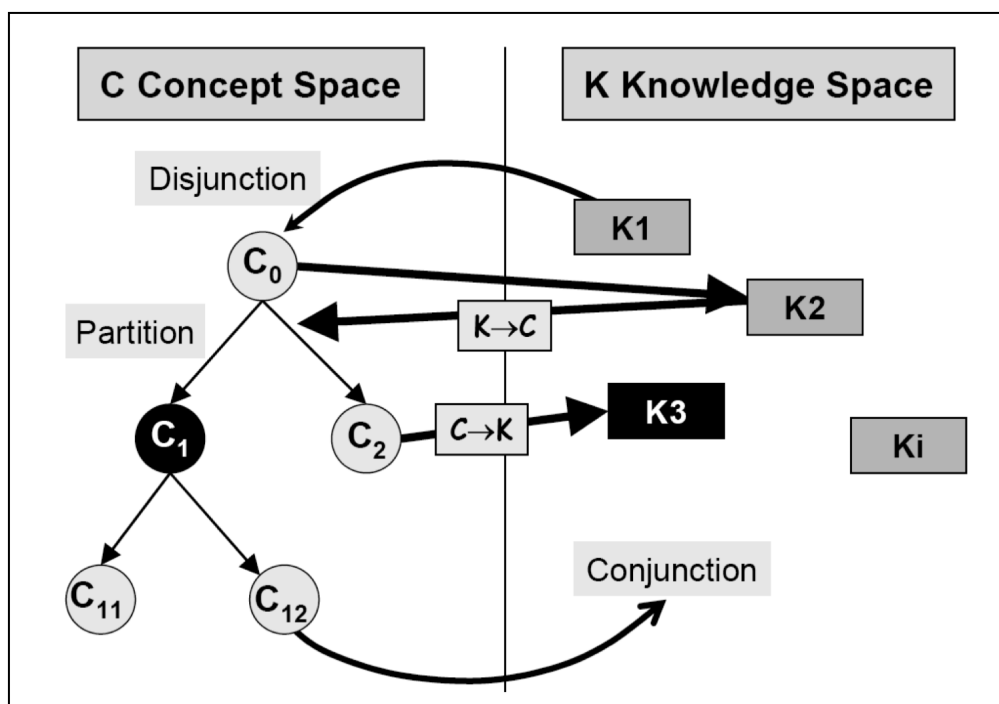 C Concept Space
K Knowledge Space
Disjunction
K1
C₀
K2
K→C
Partition
C₁
C₂
C→K
K3
Ki
C₁₁
C₁₂
Conjunction